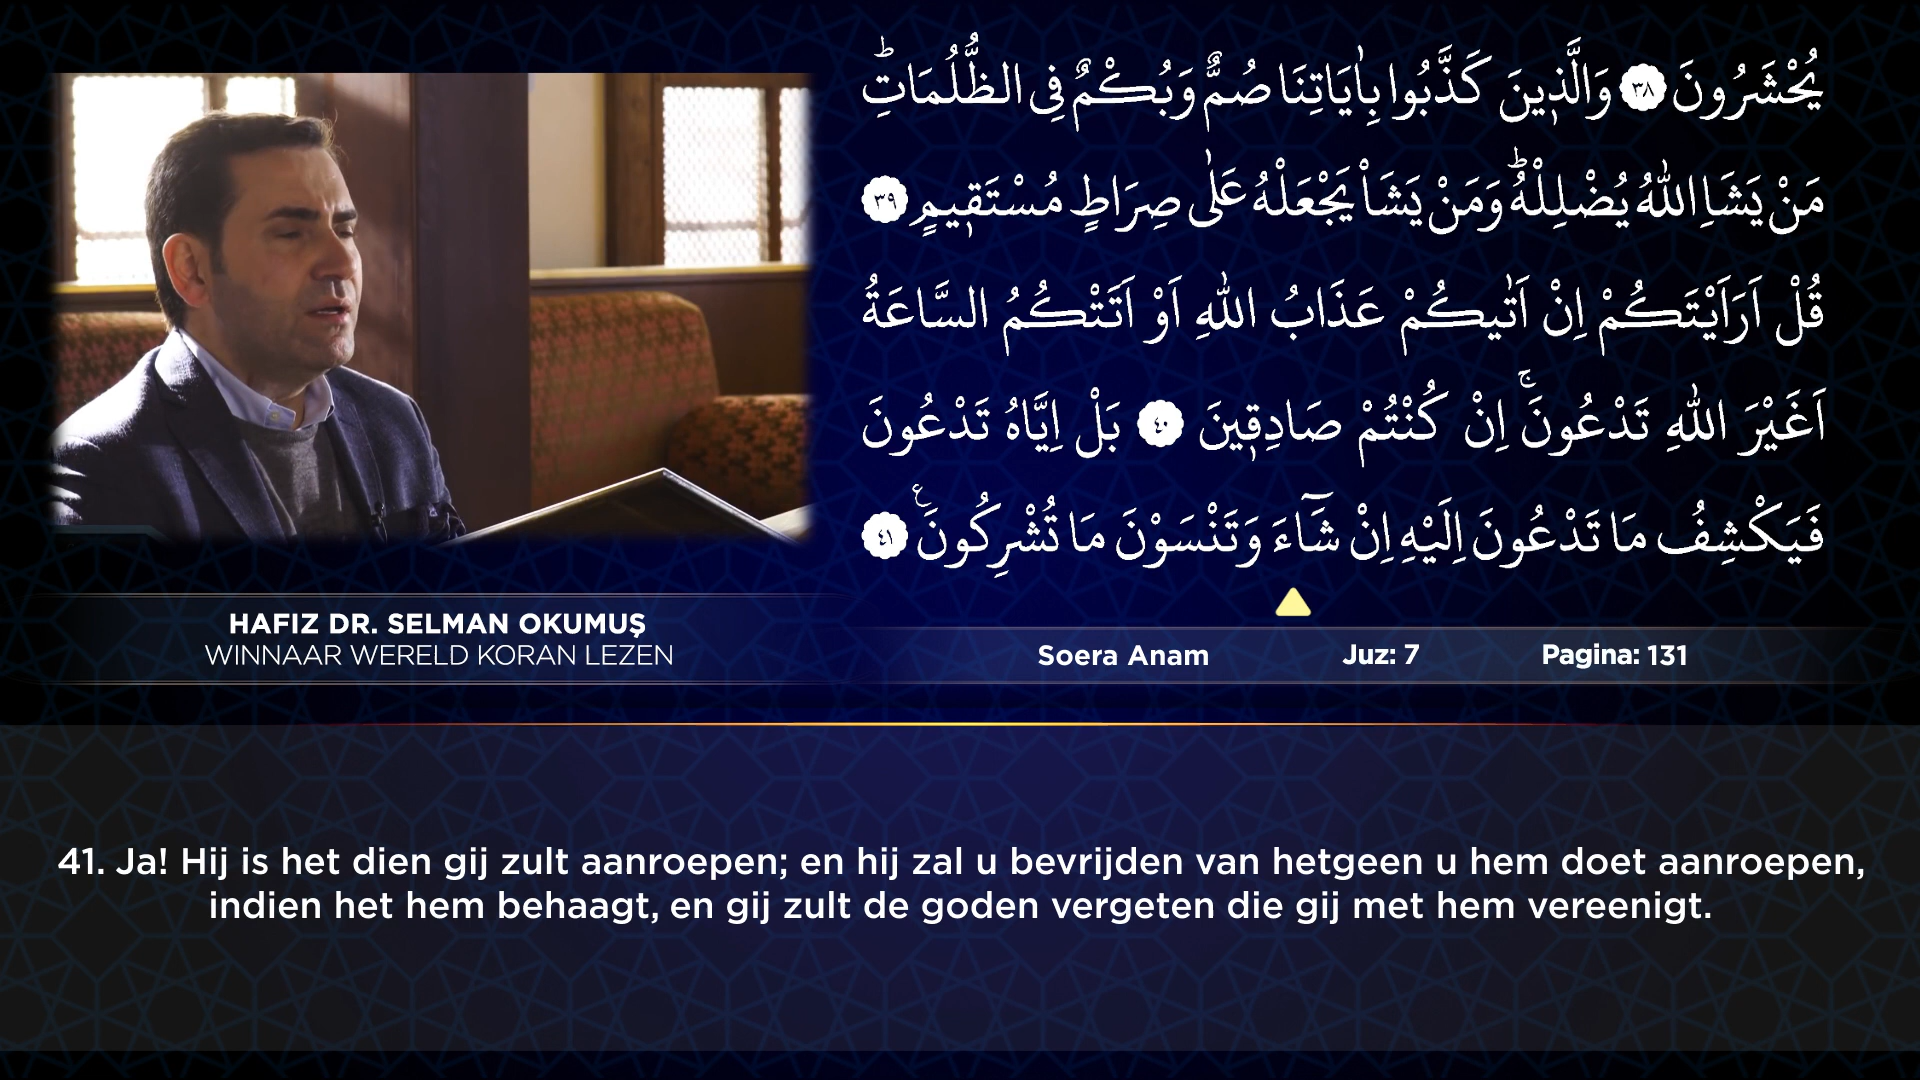 يُحْشَرُونَ ﴿٣٨﴾ وَالَّذ۪ينَ كَذَّبُوا بِاٰيَاتِنَا صُمٌّ وَبُكْمٌ فِي الظُّلُمَاتِۜ
مَنْ يَشَاِ اللّٰهُ يُضْلِلْهُۜ وَمَنْ يَشَأْ يَجْعَلْهُ عَلٰى صِرَاطٍ مُسْتَق۪يمٍ ﴿٣٩﴾
قُلْ اَرَاَيْتَكُمْ اِنْ اَتٰيكُمْ عَذَابُ اللّٰهِ اَوْ اَتَتْكُمُ السَّاعَةُ
اَغَيْرَ اللّٰهِ تَدْعُونَۚ اِنْ كُنْتُمْ صَادِق۪ينَ ﴿٤٠﴾ بَلْ اِيَّاهُ تَدْعُونَ
فَيَكْشِفُ مَا تَدْعُونَ اِلَيْهِ اِنْ شَٓاءَ وَتَنْسَوْنَ مَا تُشْرِكُونَ۟ ﴿٤١﴾
HAFIZ DR. SELMAN OKUMUŞ
WINNAAR WERELD KORAN LEZEN
Soera Anam Juz: 7 Pagina: 131
41. Ja! Hij is het dien gij zult aanroepen; en hij zal u bevrijden van hetgeen u hem doet aanroepen,
indien het hem behaagt, en gij zult de goden vergeten die gij met hem vereenigt.